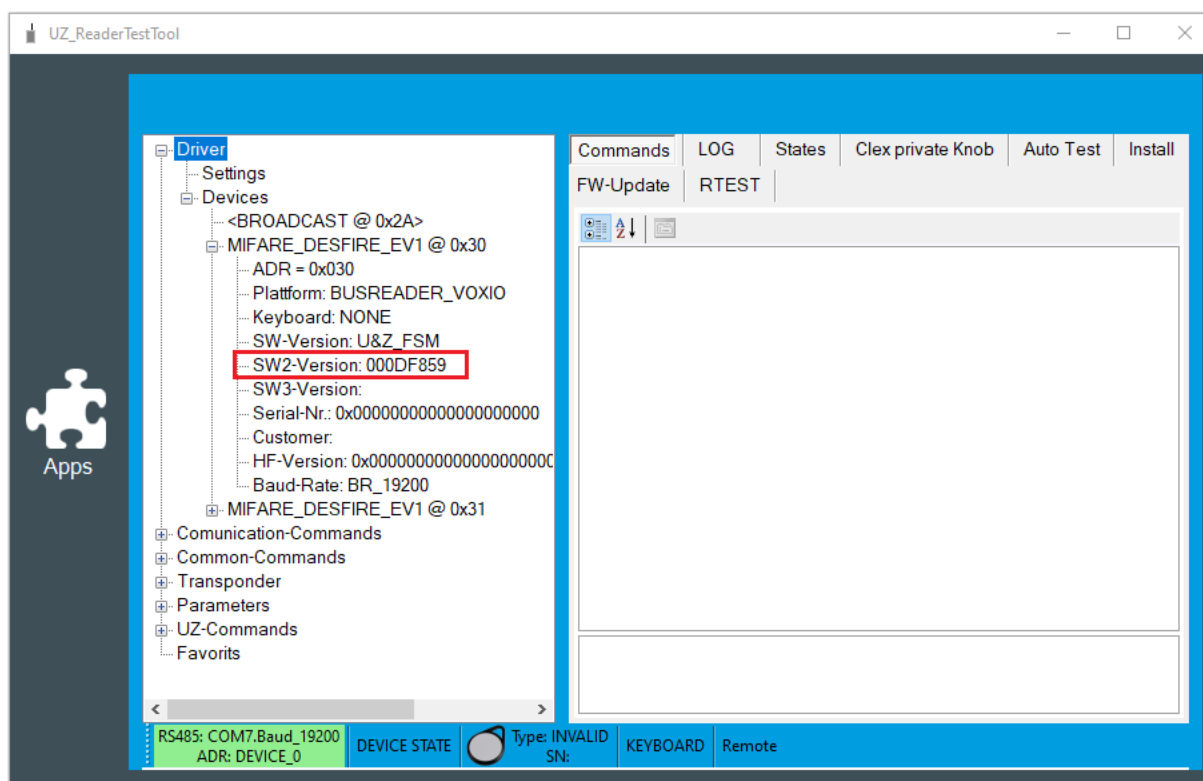 UZ_ReaderTestTool
Apps
Driver
Settings
Devices
<BROADCAST @ 0x2A>
MIFARE_DESFIRE_EV1 @ 0x30
ADR = 0x030
Plattform: BUSREADER_VOXIO
Keyboard: NONE
SW-Version: U&Z_FSM
SW2-Version: 000DF859
SW3-Version:
Serial-Nr.: 0x00000000000000000000
Customer:
HF-Version: 0x00000000000000000000
Baud-Rate: BR_19200
MIFARE_DESFIRE_EV1 @ 0x31
Comunication-Commands
Common-Commands
Transponder
Parameters
UZ-Commands
Favorits
Commands LOG States Clex private Knob Auto Test Install
FW-Update RTEST
RS485: COM7.Baud_19200
ADR: DEVICE_0
DEVICE STATE
Type: INVALID
SN:
KEYBOARD
Remote